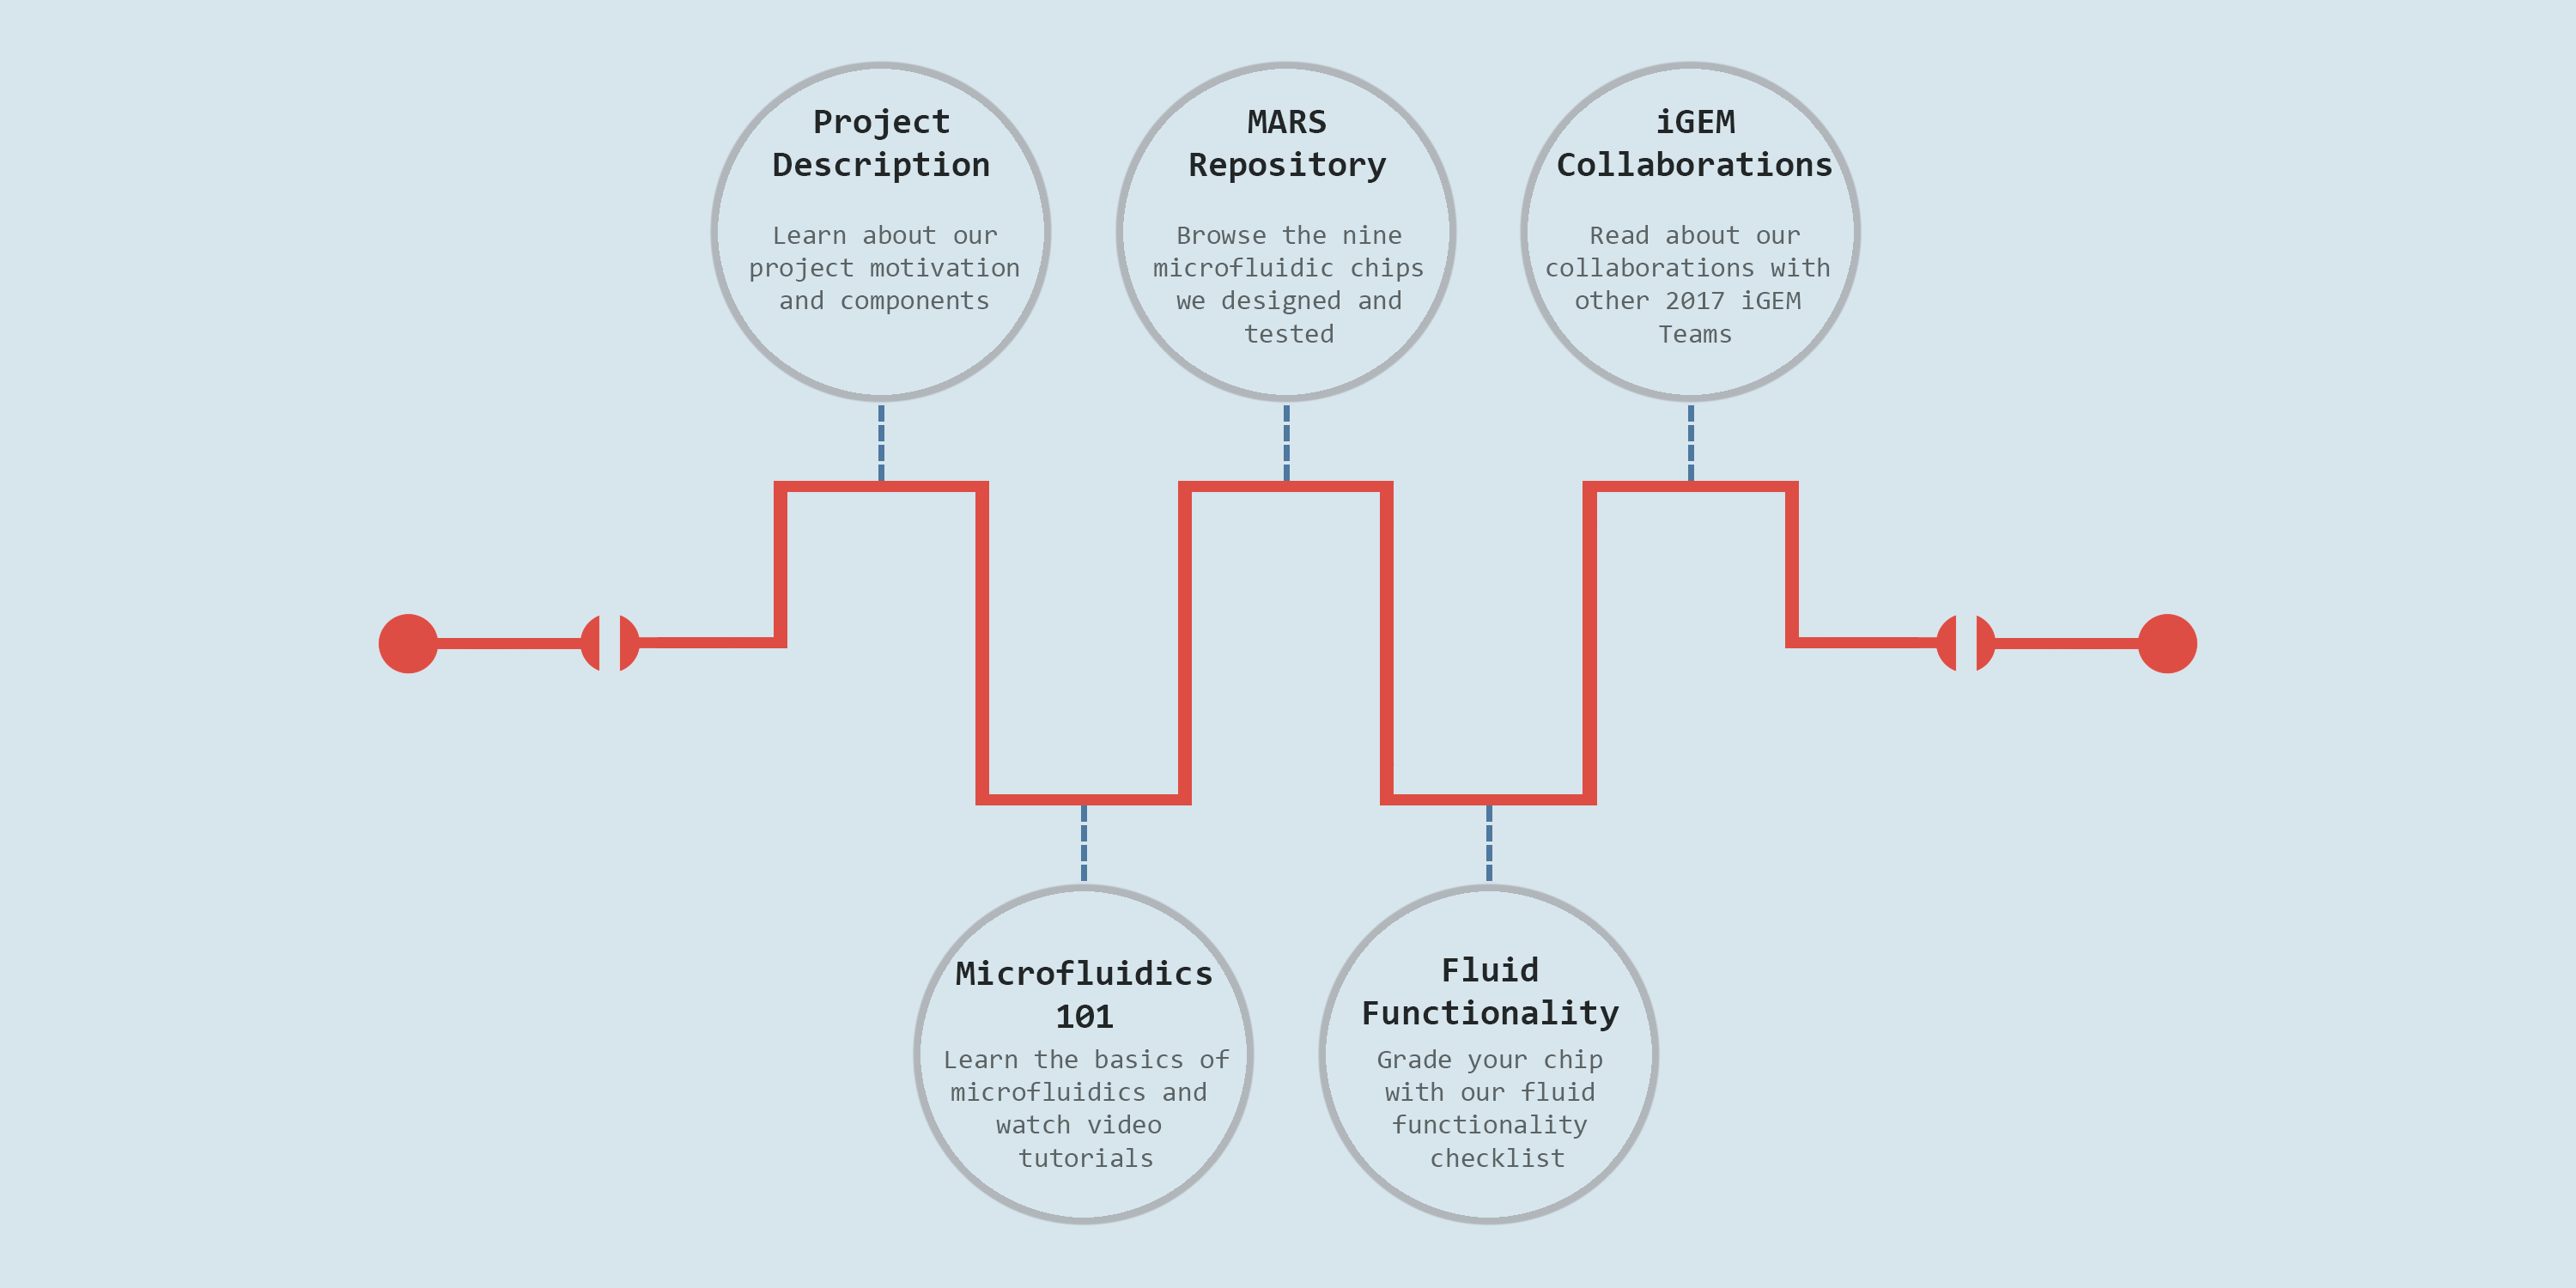 Project
Description
Learn about our
project motivation
and components
MARS
Repository
Browse the nine
microfluidic chips
we designed and
tested
iGEM
Collaborations
Read about our
collaborations with
other 2017 iGEM
Teams
Microfluidics
101
Learn the basics of
microfluidics and
watch video
tutorials
Fluid
Functionality
Grade your chip
with our fluid
functionality
checklist